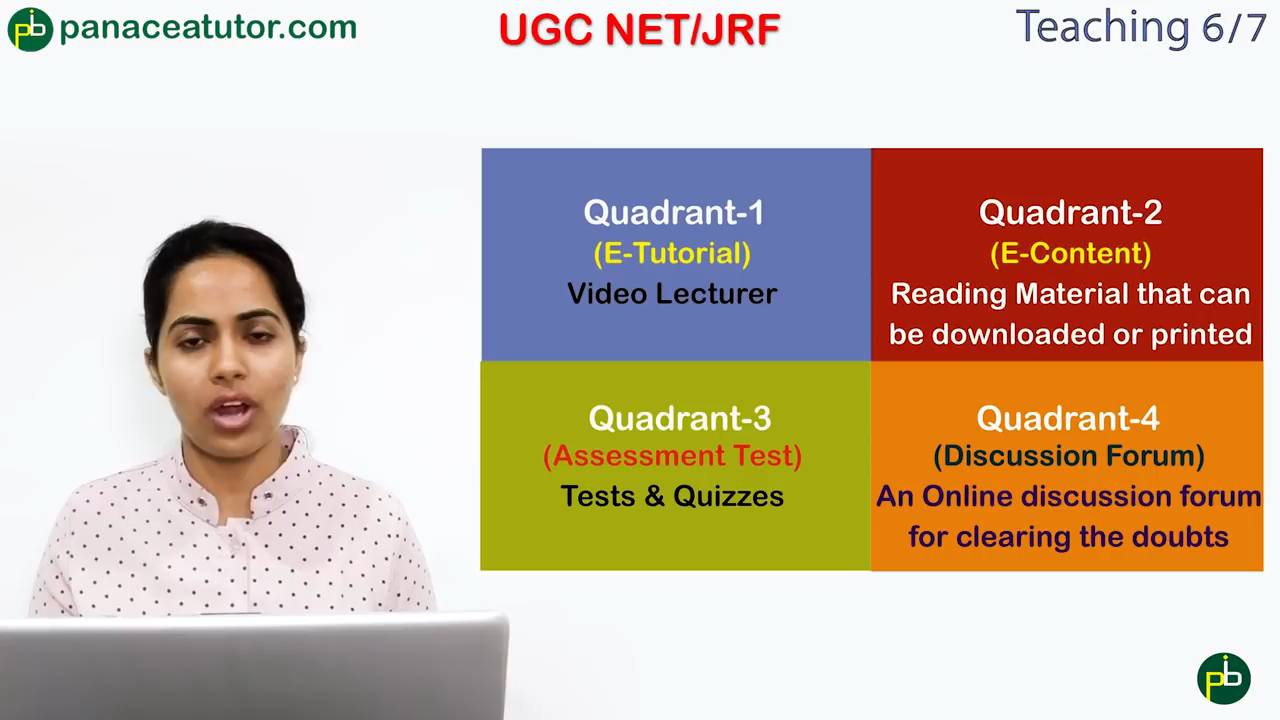 panaceatutor.com
UGC NET/JRF
Teaching 6/7
Quadrant-1
(E-Tutorial)
Video Lecturer
Quadrant-2
(E-Content)
Reading Material that can
be downloaded or printed
Quadrant-3
(Assessment Test)
Tests & Quizzes
Quadrant-4
(Discussion Forum)
An Online discussion forum
for clearing the doubts